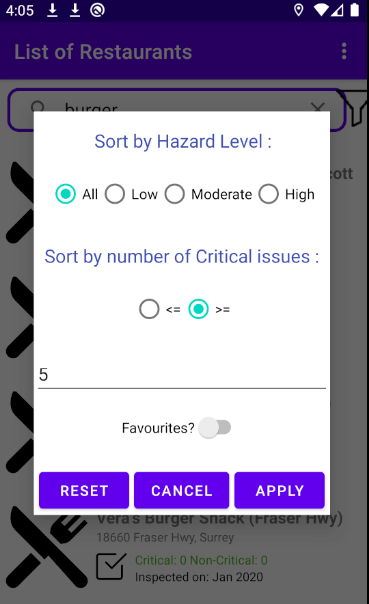 4:05
List of Restaurants
burger
cott
Sort by Hazard Level :
All Low Moderate High
Sort by number of Critical issues :
<= >=
5
Favourites?
RESET CANCEL APPLY
Vera's Burger Shack (Fraser Hwy)
18660 Fraser Hwy, Surrey
Critical: 0 Non-Critical: 0
Inspected on: Jan 2020